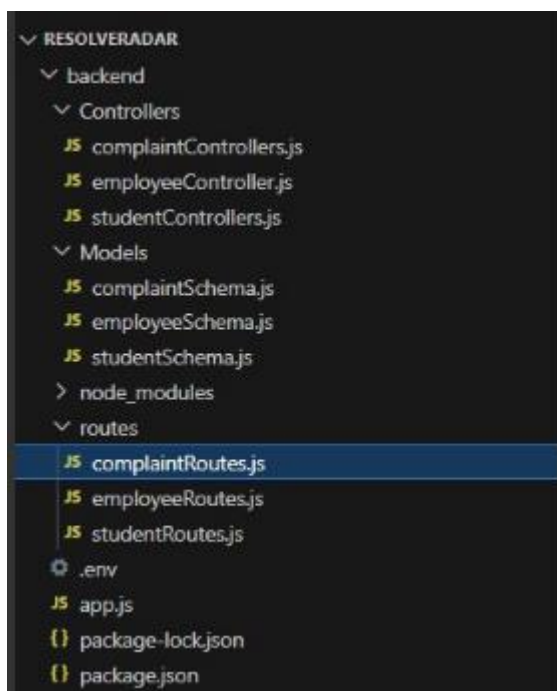 RESOLVERADAR
backend
Controllers
JS complaintControllers.js
JS employeeController.js
JS studentControllers.js
Models
JS complaintSchema.js
JS employeeSchema.js
JS studentSchema.js
node_modules
routes
JS complaintRoutes.js
JS employeeRoutes.js
JS studentRoutes.js
.env
JS app.js
{} package-lock.json
{} package.json